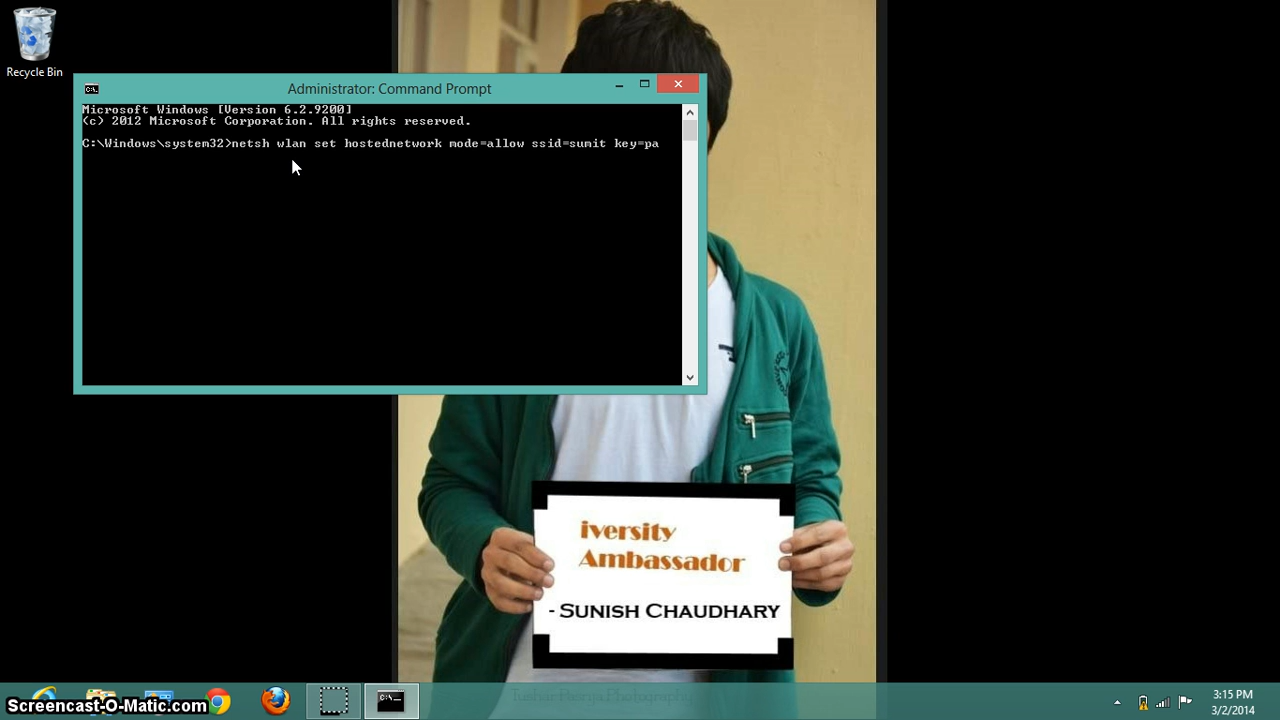 Recycle Bin
Administrator: Command Prompt
Microsoft Windows [Version 6.2.9200]
(c) 2012 Microsoft Corporation. All rights reserved.
C:\Windows\system32>netsh wlan set hostednetwork mode=allow ssid=sumit key=pa
iversity
Ambassador
- SUNISH CHAUDHARY
Screencast-O-Matic.com
3:15 PM
3/2/2014